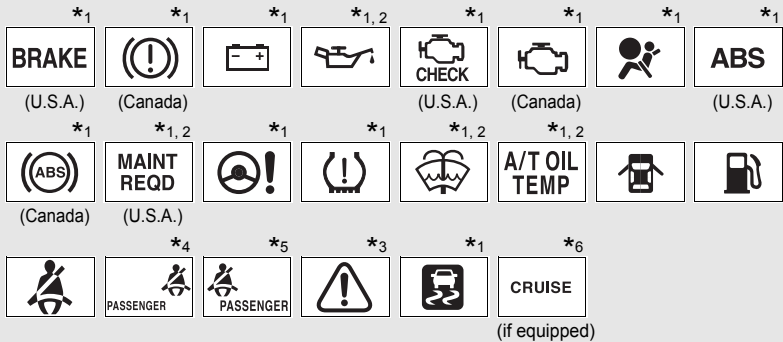 *1 *1 *1 *1, 2 *1 *1 *1 *1
BRAKE CHECK ABS
(U.S.A.) (Canada) (U.S.A.) (Canada) (U.S.A.)
*1 *1, 2 *1 *1 *1, 2 *1, 2
ABS MAINT REQD A/T OIL TEMP
(Canada) (U.S.A.)
*4 *5 *3 *1 *6
PASSENGER PASSENGER CRUISE
(if equipped)